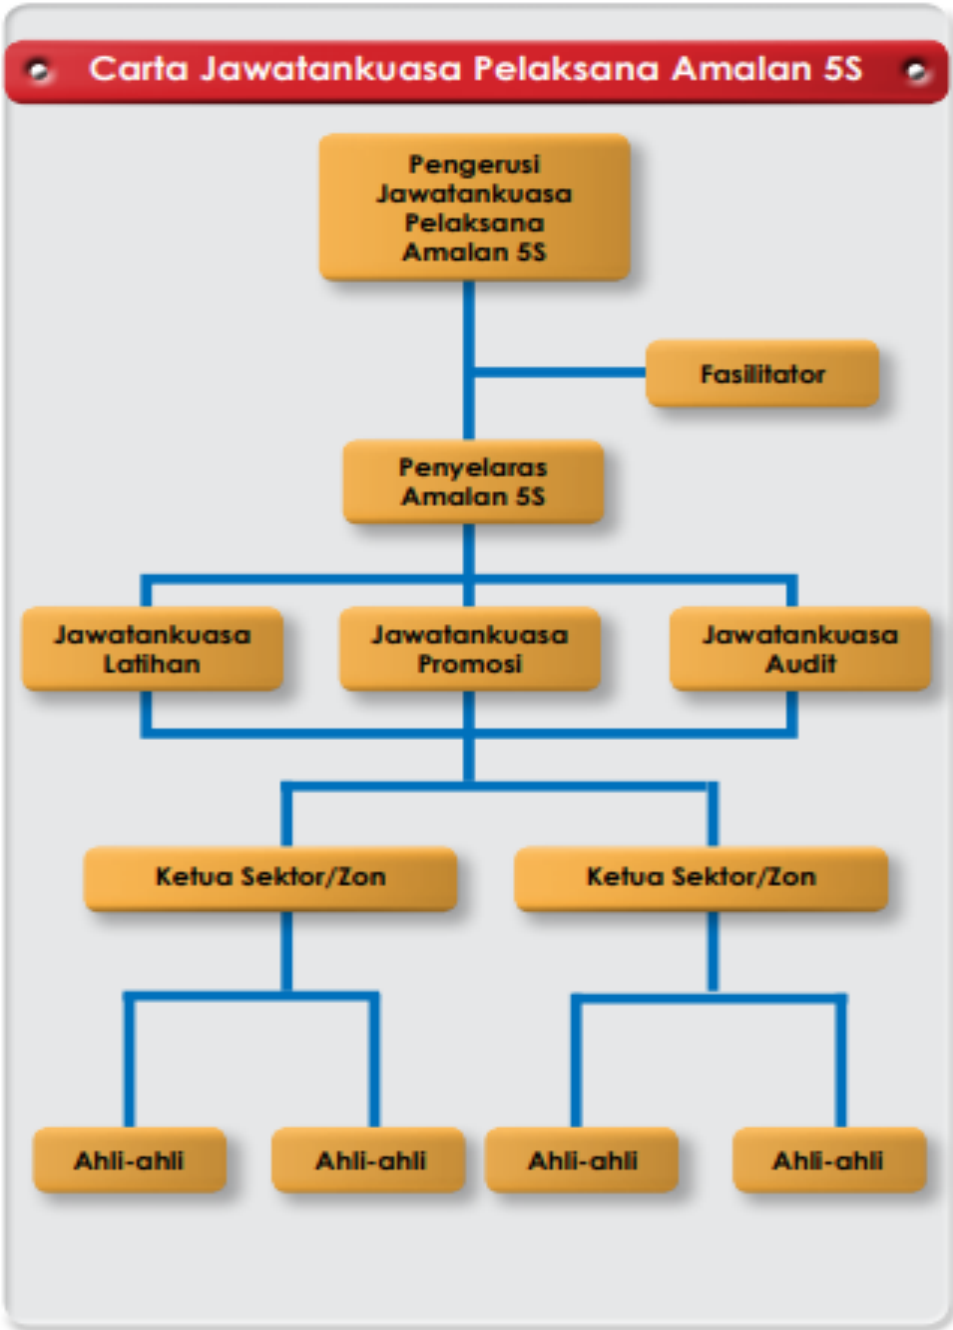 Carta Jawatankuasa Pelaksana Amalan 5S
Pengerusi
Jawatankuasa
Pelaksana
Amalan 5S
Fasilitator
Penyelaras
Amalan 5S
Jawatankuasa
Latihan
Jawatankuasa
Promosi
Jawatankuasa
Audit
Ketua Sektor/Zon
Ketua Sektor/Zon
Ahli-ahli
Ahli-ahli
Ahli-ahli
Ahli-ahli